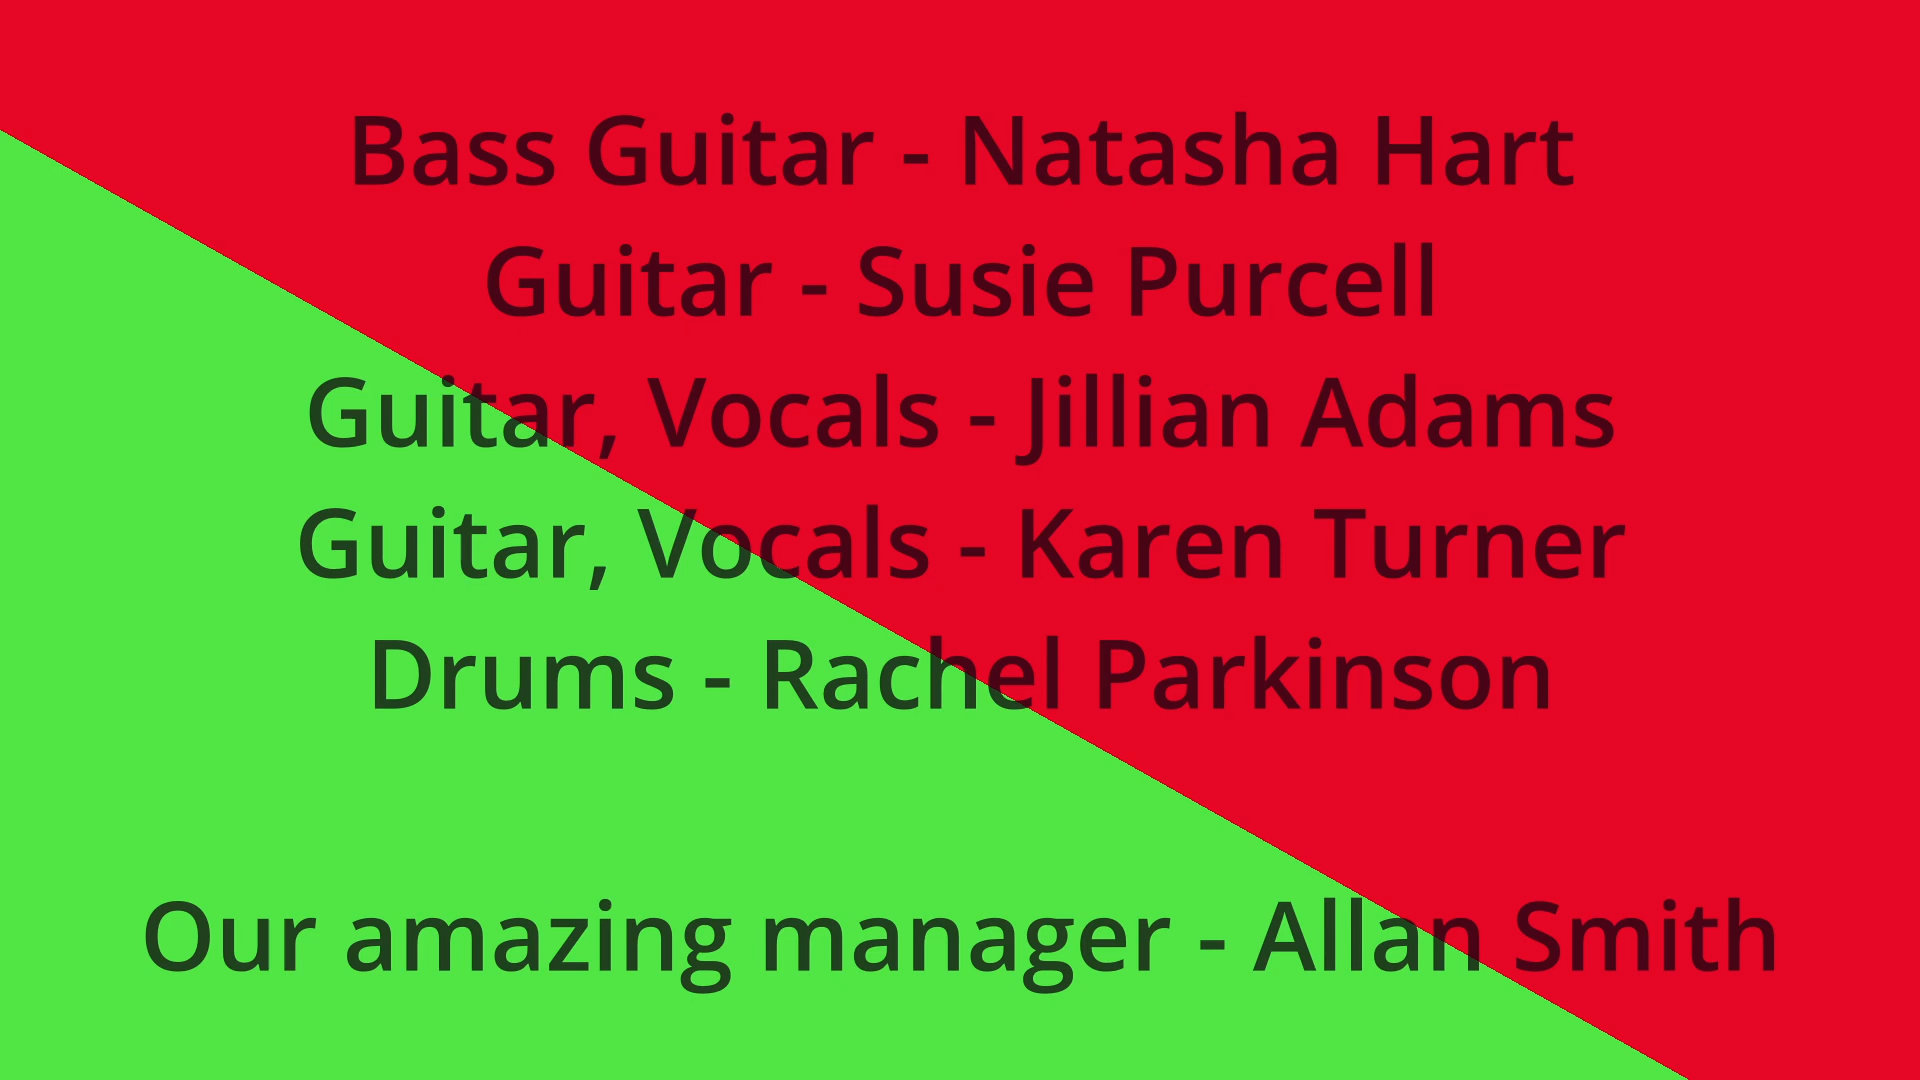 Bass Guitar - Natasha Hart
Guitar - Susie Purcell
Guitar, Vocals - Jillian Adams
Guitar, Vocals - Karen Turner
Drums - Rachel Parkinson
Our amazing manager - Allan Smith